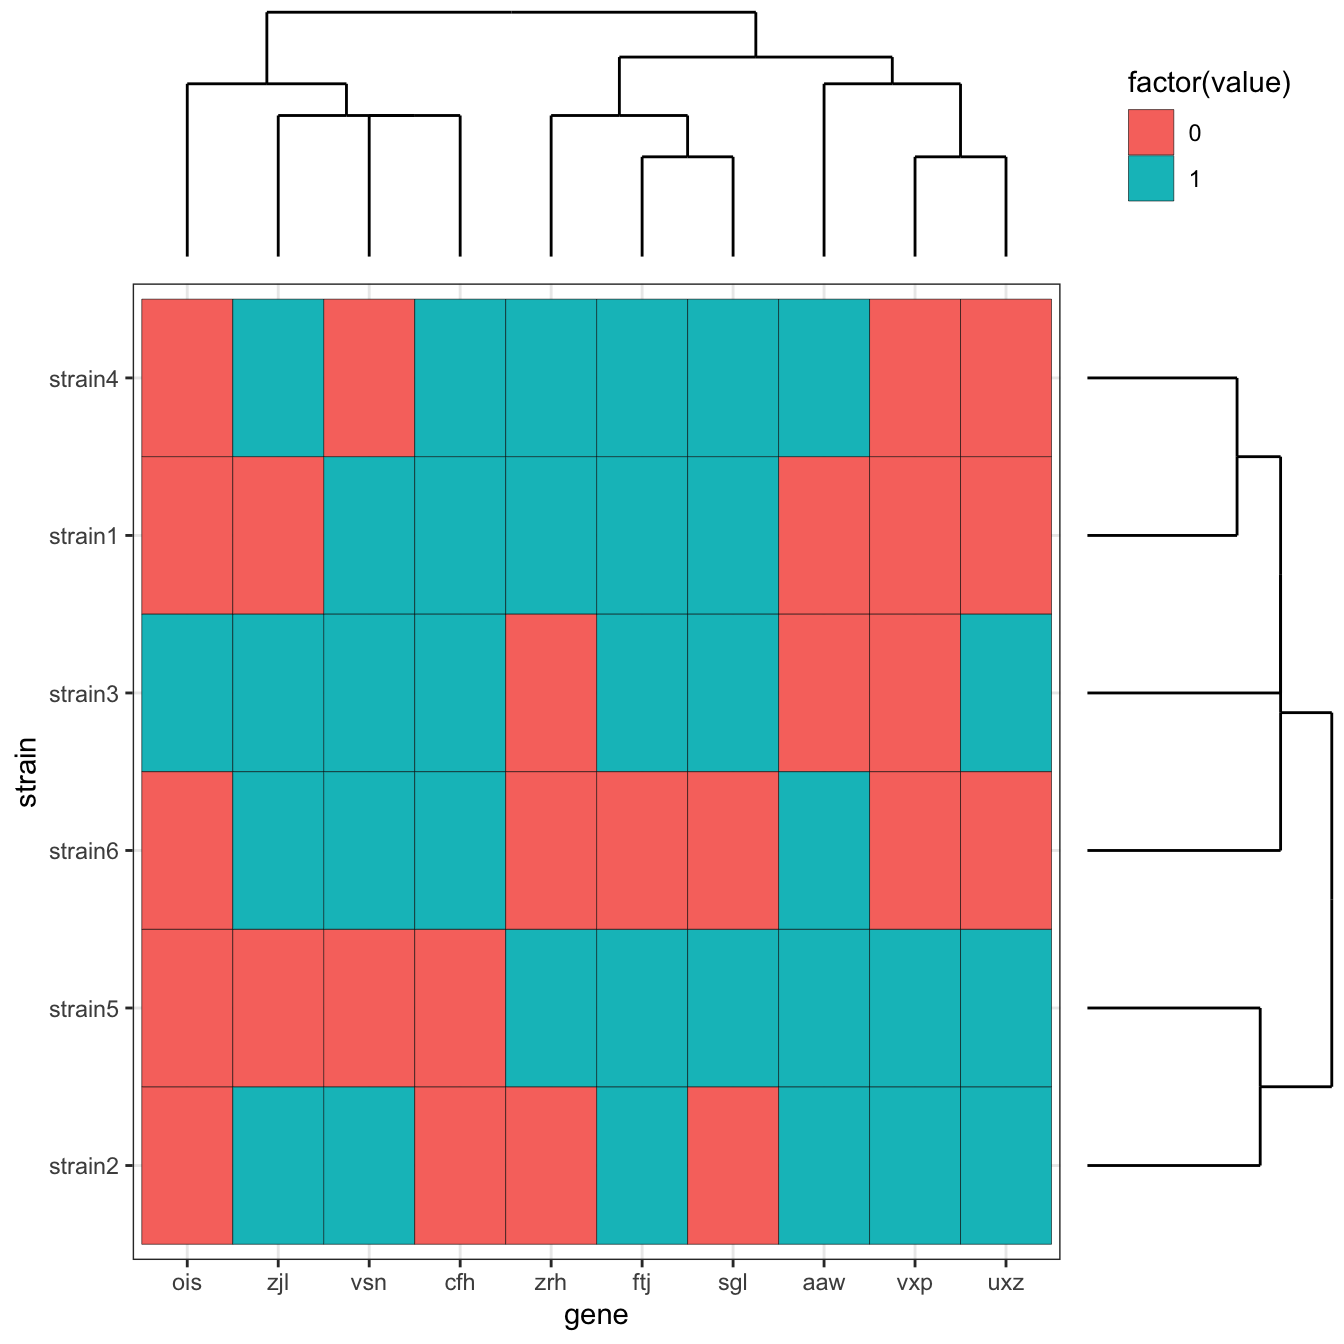 factor(value)
0
1
strain4
strain1
strain3
strain6
strain5
strain2
strain
ois zjl vsn cfh zrh ftj sgl aaw vxp uxz
gene